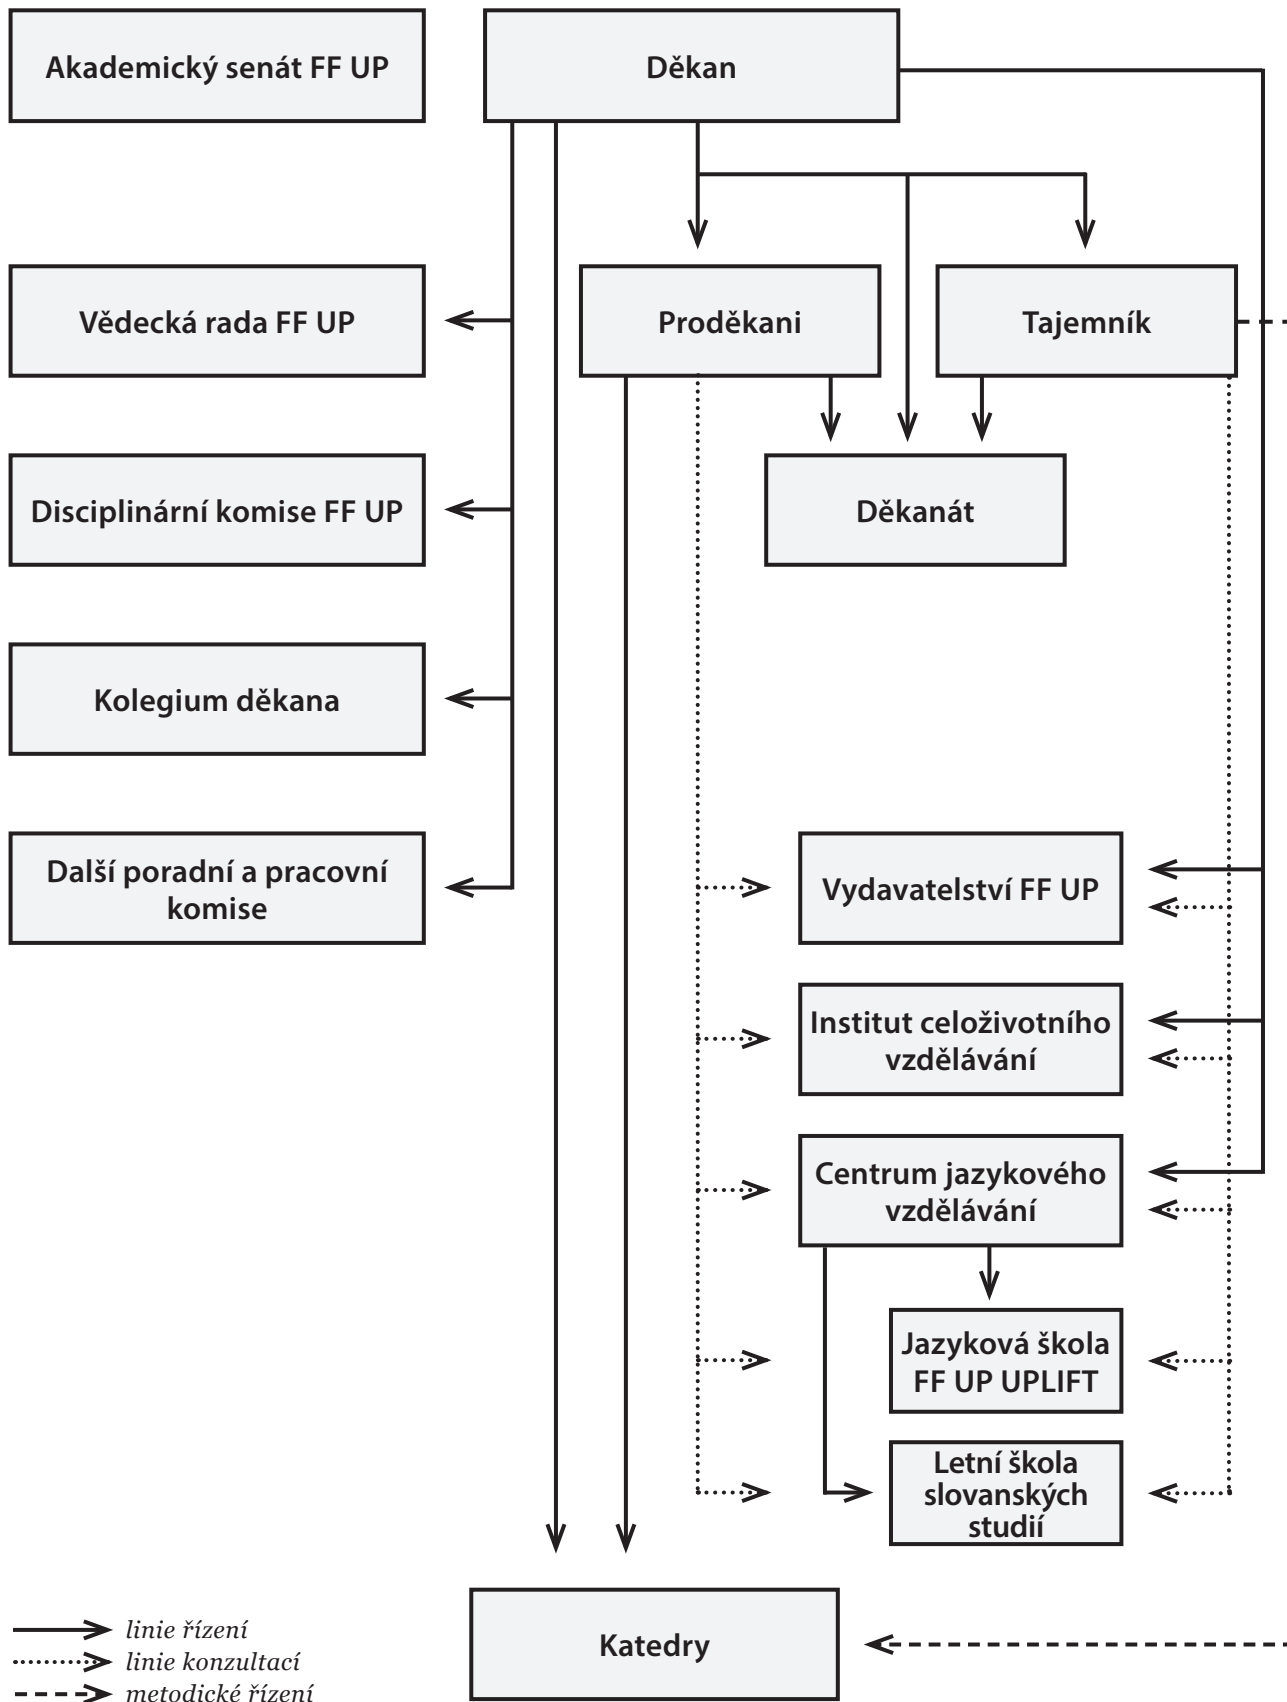 Akademický senát FF UP
Děkan
Vědecká rada FF UP
Proděkani
Tajemník
Disciplinární komise FF UP
Děkanát
Kolegium děkana
Další poradní a pracovní
komise
Vydavatelství FF UP
Institut celoživotního
vzdělávání
Centrum jazykového
vzdělávání
Jazyková škola
FF UP UPLIFT
Letní škola
slovanských
studií
Katedry
linie řízení
linie konzultací
metodické řízení